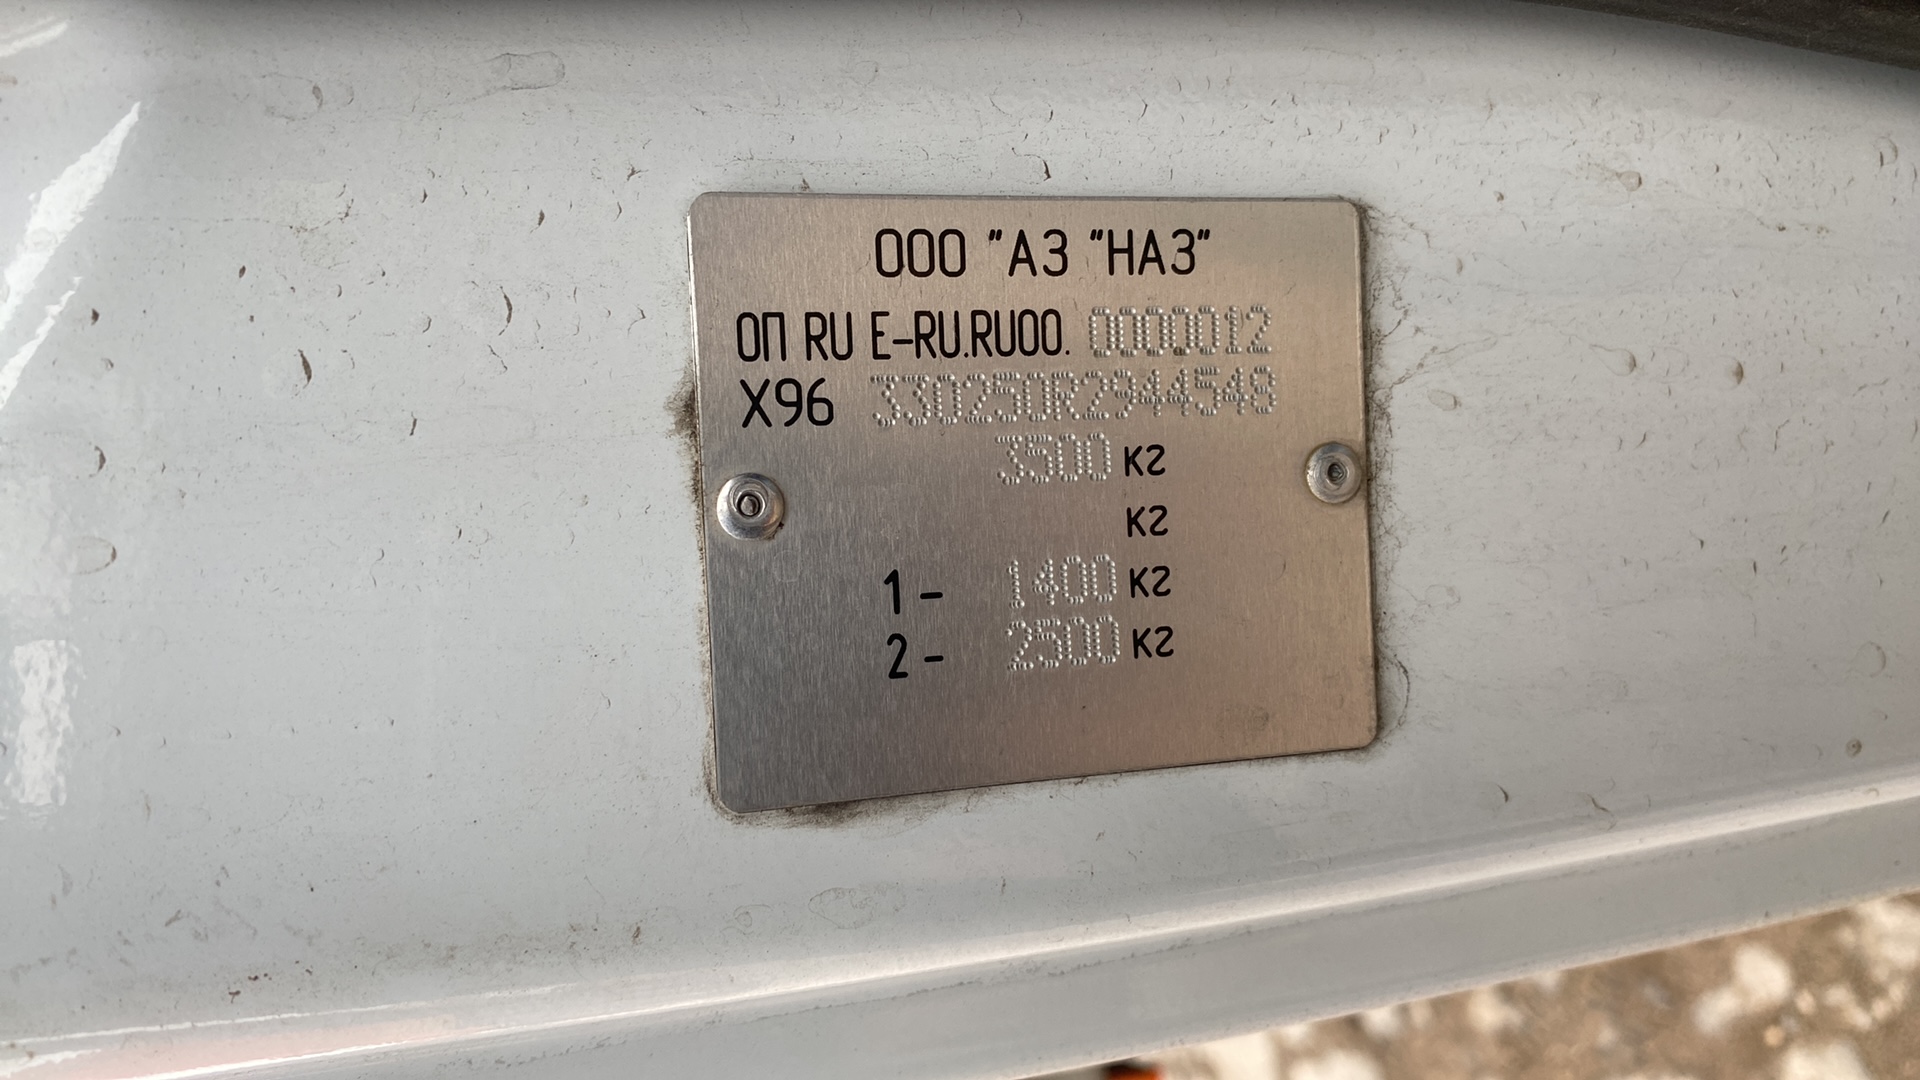 ООО "АЗ "НАЗ"
ОП RU E-RU.RU00. 0000012
X96 330250R2944548
3500 кг
кг
1 - 1400 кг
2 - 2500 кг